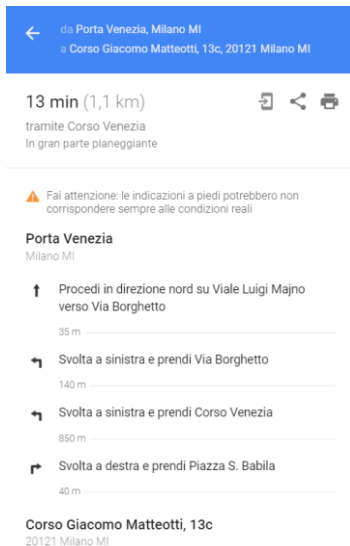 da Porta Venezia, Milano MI
a Corso Giacomo Matteotti, 13c, 20121 Milano MI
13 min (1,1 km)
tramite Corso Venezia
In gran parte pianeggiante
Fai attenzione: le indicazioni a piedi potrebbero non
corrispondere sempre alle condizioni reali
Porta Venezia
Milano MI
Procedi in direzione nord su Viale Luigi Majno
verso Via Borghetto
35 m
Svolta a sinistra e prendi Via Borghetto
140 m
Svolta a sinistra e prendi Corso Venezia
850 m
Svolta a destra e prendi Piazza S. Babila
40 m
Corso Giacomo Matteotti, 13c
20121 Milano MI